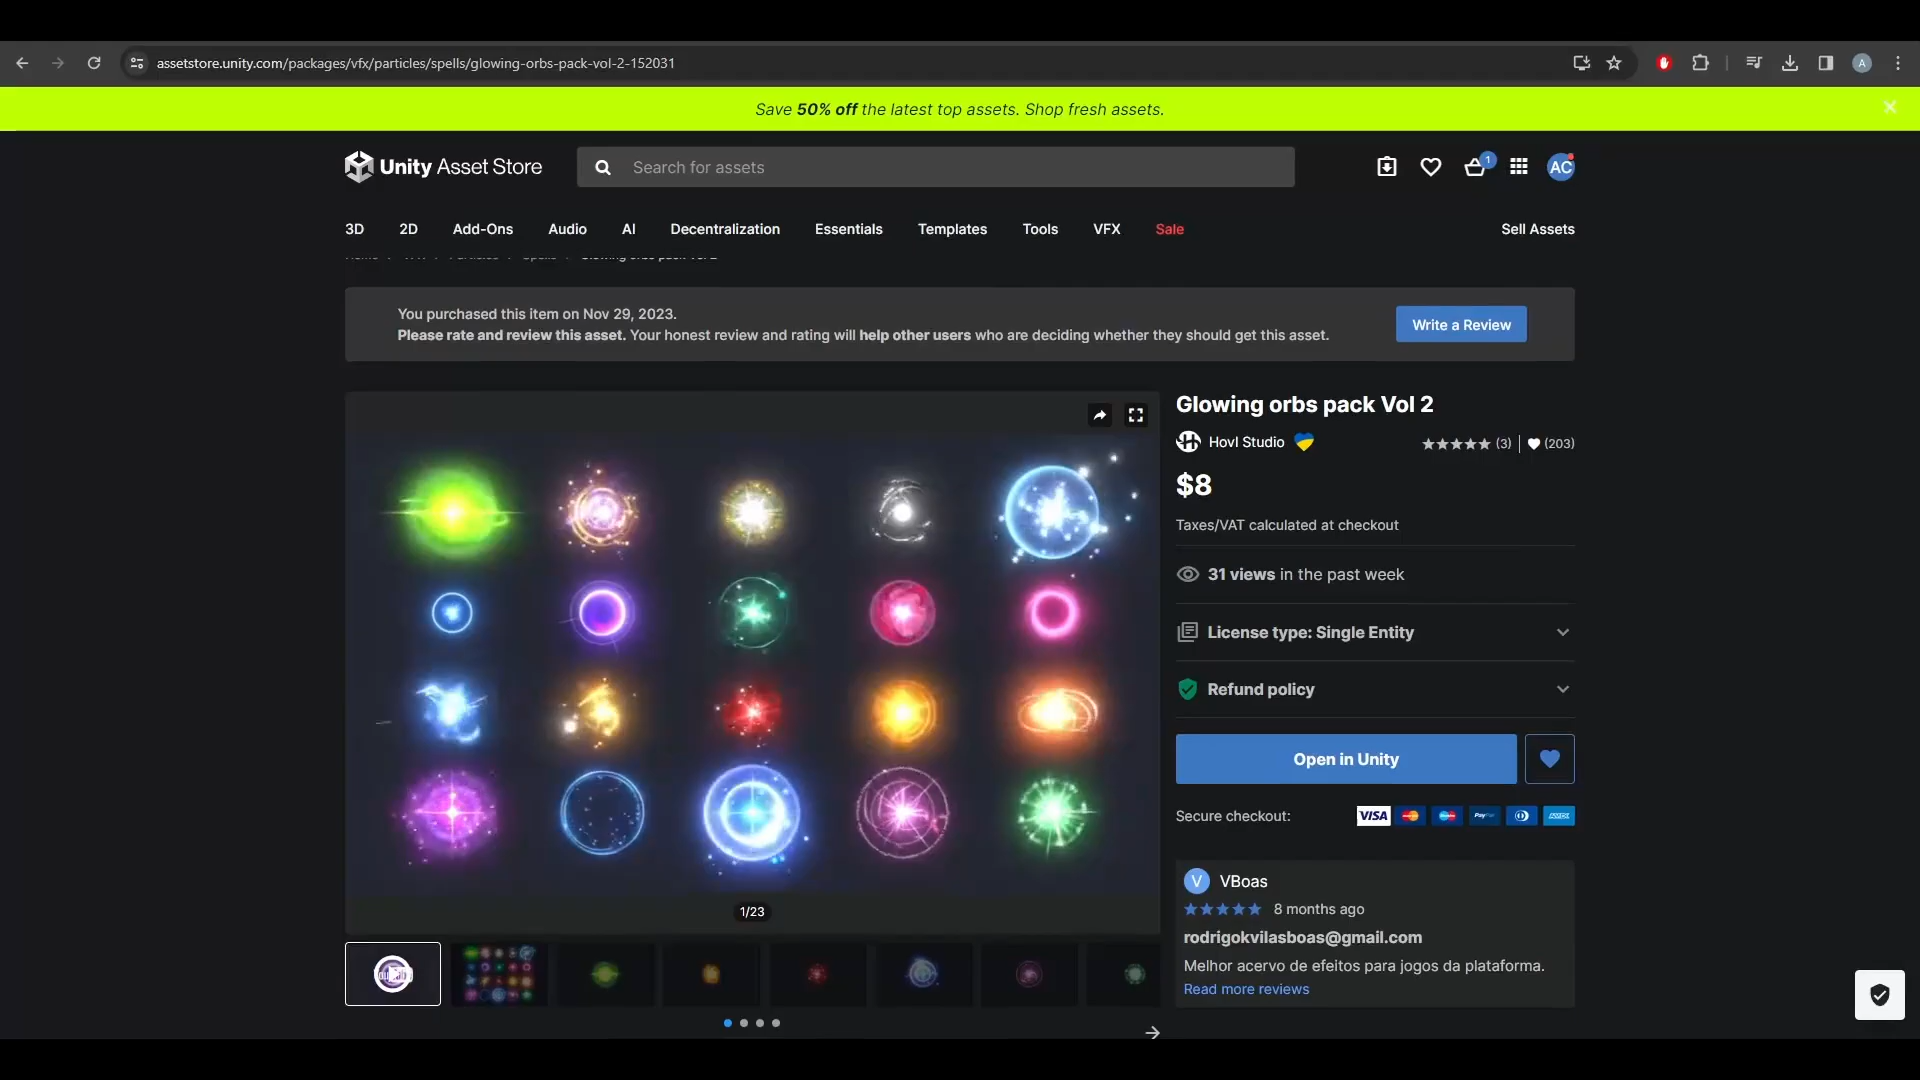 assetstore.unity.com/packages/vfx/particles/spells/glowing-orbs-pack-vol-2-152031
A
Save 50% off the latest top assets. Shop fresh assets.
Unity Asset Store
Search for assets
1
AC
3D 2D Add-Ons Audio AI Decentralization Essentials Templates Tools VFX Sale Sell Assets
You purchased this item on Nov 29, 2023.
Please rate and review this asset. Your honest review and rating will help other users who are deciding whether they should get this asset.
Write a Review
Glowing orbs pack Vol 2
Hovl Studio
(3) (203)
$8
Taxes/VAT calculated at checkout
31 views in the past week
License type: Single Entity
Refund policy
Open in Unity
Secure checkout: VISA PayPal AMEX
V VBoas
8 months ago
rodrigokvilasboas@gmail.com
Melhor acervo de efeitos para jogos da plataforma.
Read more reviews
1/23